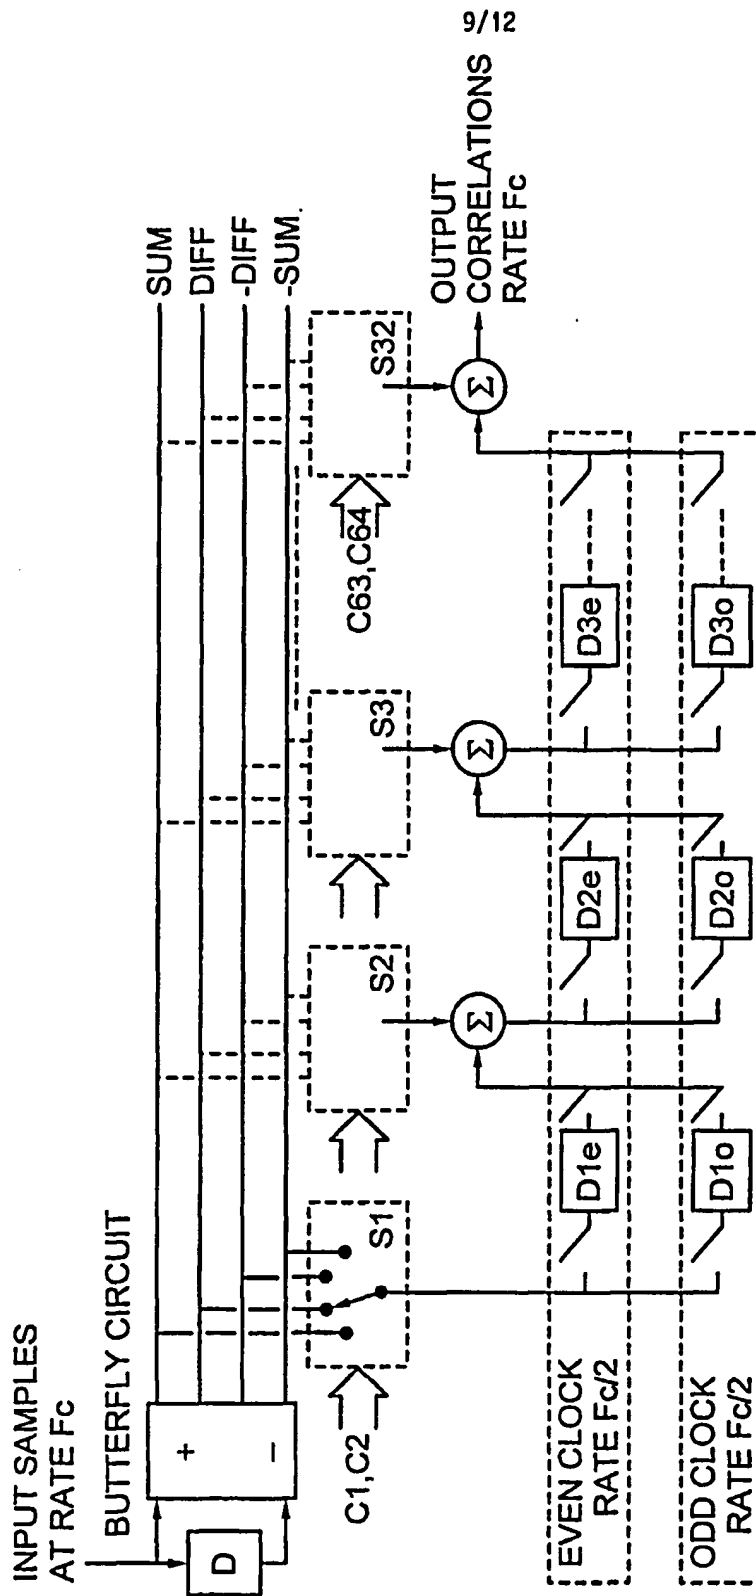 9/12
INPUT SAMPLES
AT RATE Fc
BUTTERFLY CIRCUIT
D
+
−
SUM
DIFF
-DIFF
-SUM
C1,C2
S1
S2
S3
C63,C64
S32
Σ
Σ
Σ
OUTPUT
CORRELATIONS
RATE Fc
EVEN CLOCK
RATE Fc/2
D1e
D2e
D3e
ODD CLOCK
RATE Fc/2
D1o
D2o
D3o